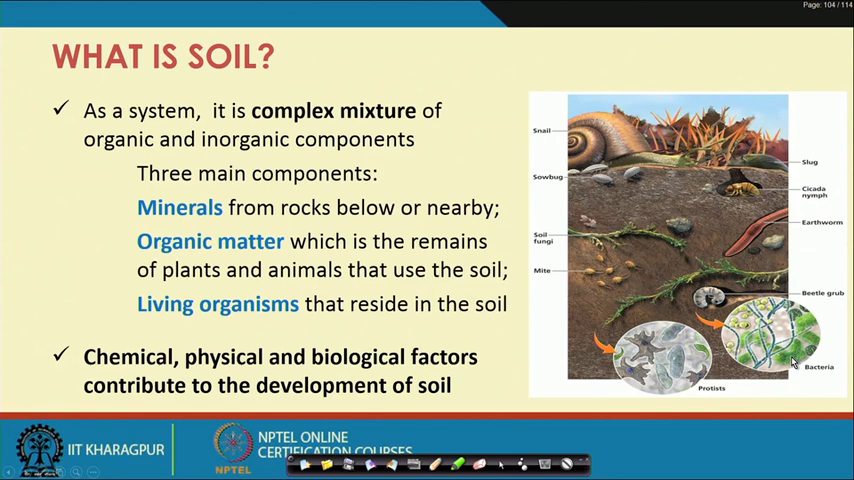 Page: 104 / 114
WHAT IS SOIL?
✓ As a system, it is complex mixture of
organic and inorganic components
Three main components:
Minerals from rocks below or nearby;
Organic matter which is the remains
of plants and animals that use the soil;
Living organisms that reside in the soil
✓ Chemical, physical and biological factors
contribute to the development of soil
Snail
Slug
Sowbug
Cicada
nymph
Earthworm
Soil
fungi
Mite
Beetle grub
Bacteria
Protists
IIT KHARAGPUR
NPTEL
NPTEL ONLINE
CERTIFICATION COURSES